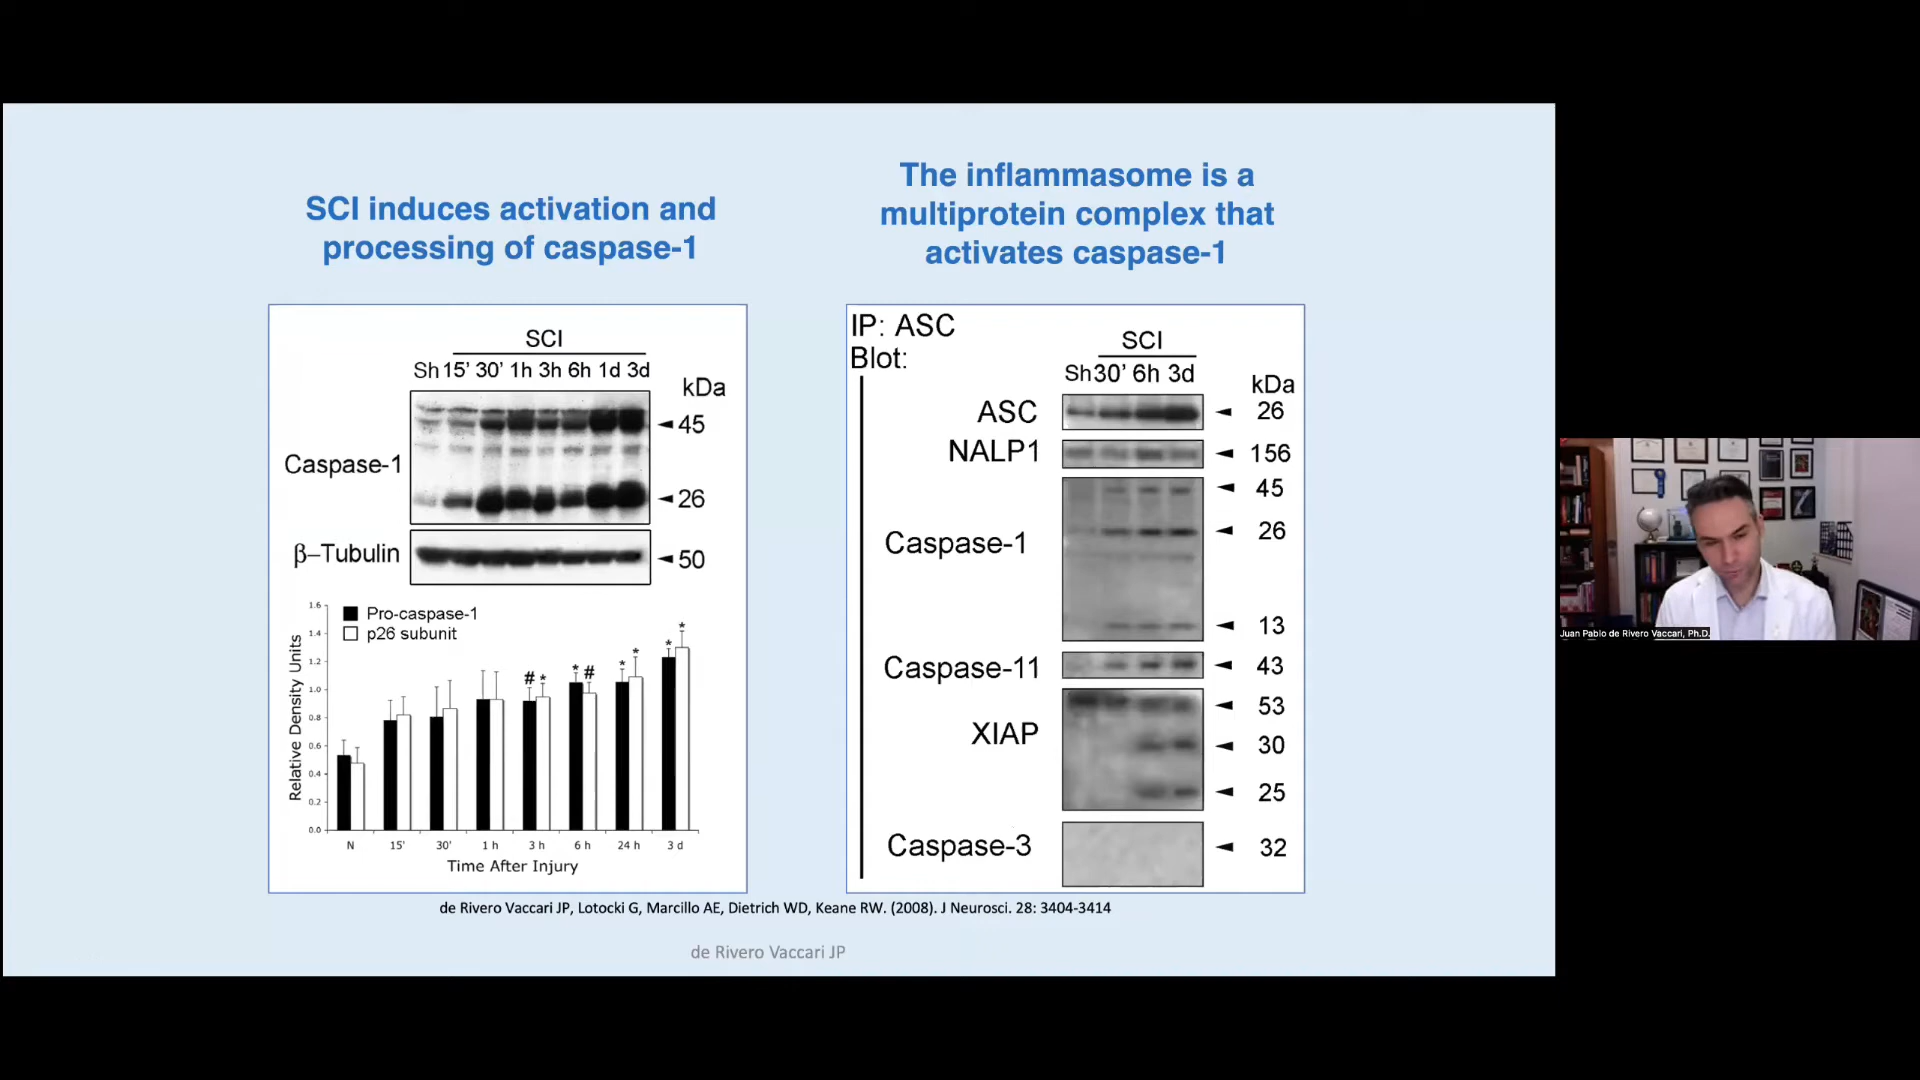 SCI induces activation and
processing of caspase-1
SCI
Sh 15’ 30’ 1h 3h 6h 1d 3d
kDa
45
Caspase-1
26
β–Tubulin
50
Pro-caspase-1
p26 subunit
Relative Density Units
1.6
1.4
1.2
1.0
0.8
0.6
0.4
0.2
0.0
# * * # * * * *
N 15' 30' 1 h 3 h 6 h 24 h 3 d
Time After Injury
The inflammasome is a
multiprotein complex that
activates caspase-1
IP: ASC
Blot:
SCI
Sh 30’ 6h 3d
kDa
ASC 26
NALP1 156
45
26
Caspase-1
13
Caspase-11 43
53
XIAP
30
25
Caspase-3 32
de Rivero Vaccari JP, Lotocki G, Marcillo AE, Dietrich WD, Keane RW. (2008). J Neurosci. 28: 3404-3414
de Rivero Vaccari JP
Juan Pablo de Rivero Vaccari, Ph.D.